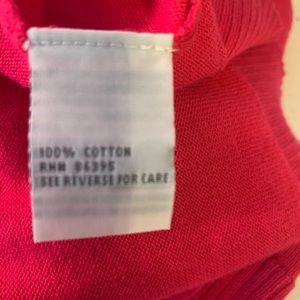 100% COTTON
RN# 86395
SEE REVERSE FOR CARE